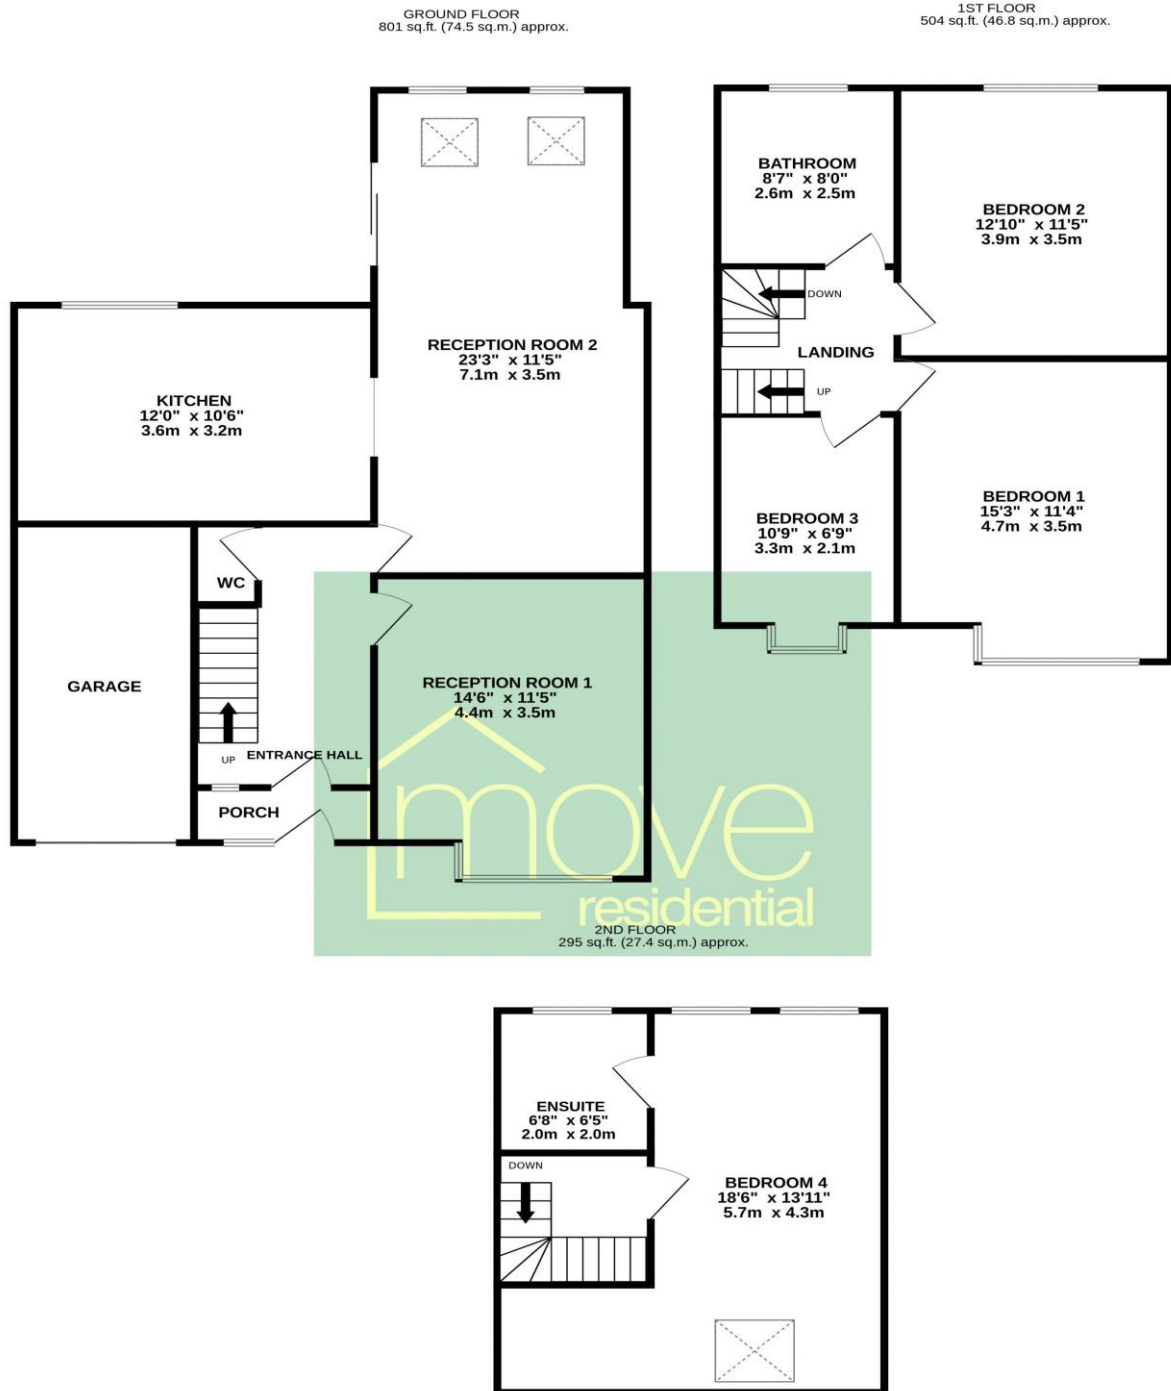 GROUND FLOOR
801 sq.ft. (74.5 sq.m.) approx.
1ST FLOOR
504 sq.ft. (46.8 sq.m.) approx.
BATHROOM
8'7" x 8'0"
2.6m x 2.5m
BEDROOM 2
12'10" x 11'5"
3.9m x 3.5m
DOWN
LANDING
UP
RECEPTION ROOM 2
23'3" x 11'5"
7.1m x 3.5m
KITCHEN
12'0" x 10'6"
3.6m x 3.2m
BEDROOM 3
10'9" x 6'9"
3.3m x 2.1m
BEDROOM 1
15'3" x 11'4"
4.7m x 3.5m
WC
GARAGE
RECEPTION ROOM 1
14'6" x 11'5"
4.4m x 3.5m
UP
ENTRANCE HALL
PORCH
move
residential
2ND FLOOR
295 sq.ft. (27.4 sq.m.) approx.
ENSUITE
6'8" x 6'5"
2.0m x 2.0m
DOWN
BEDROOM 4
18'6" x 13'11"
5.7m x 4.3m